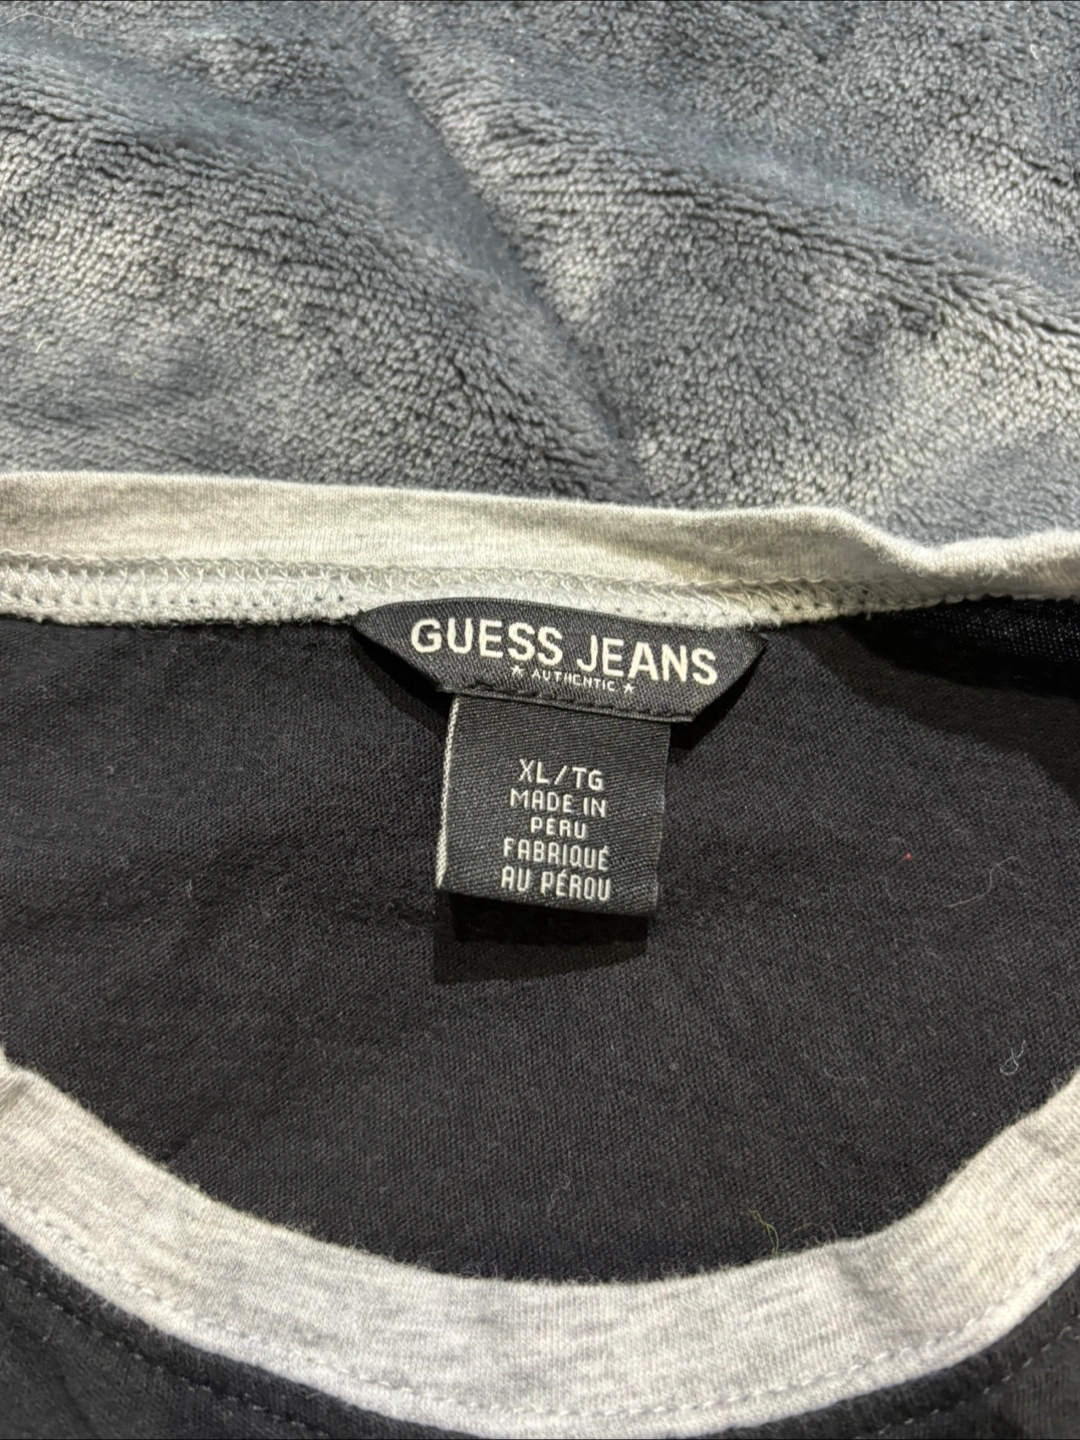 GUESS JEANS
★ AUTHENTIC ★
XL/TG
MADE IN
PERU
FABRIQUÉ
AU PÉROU